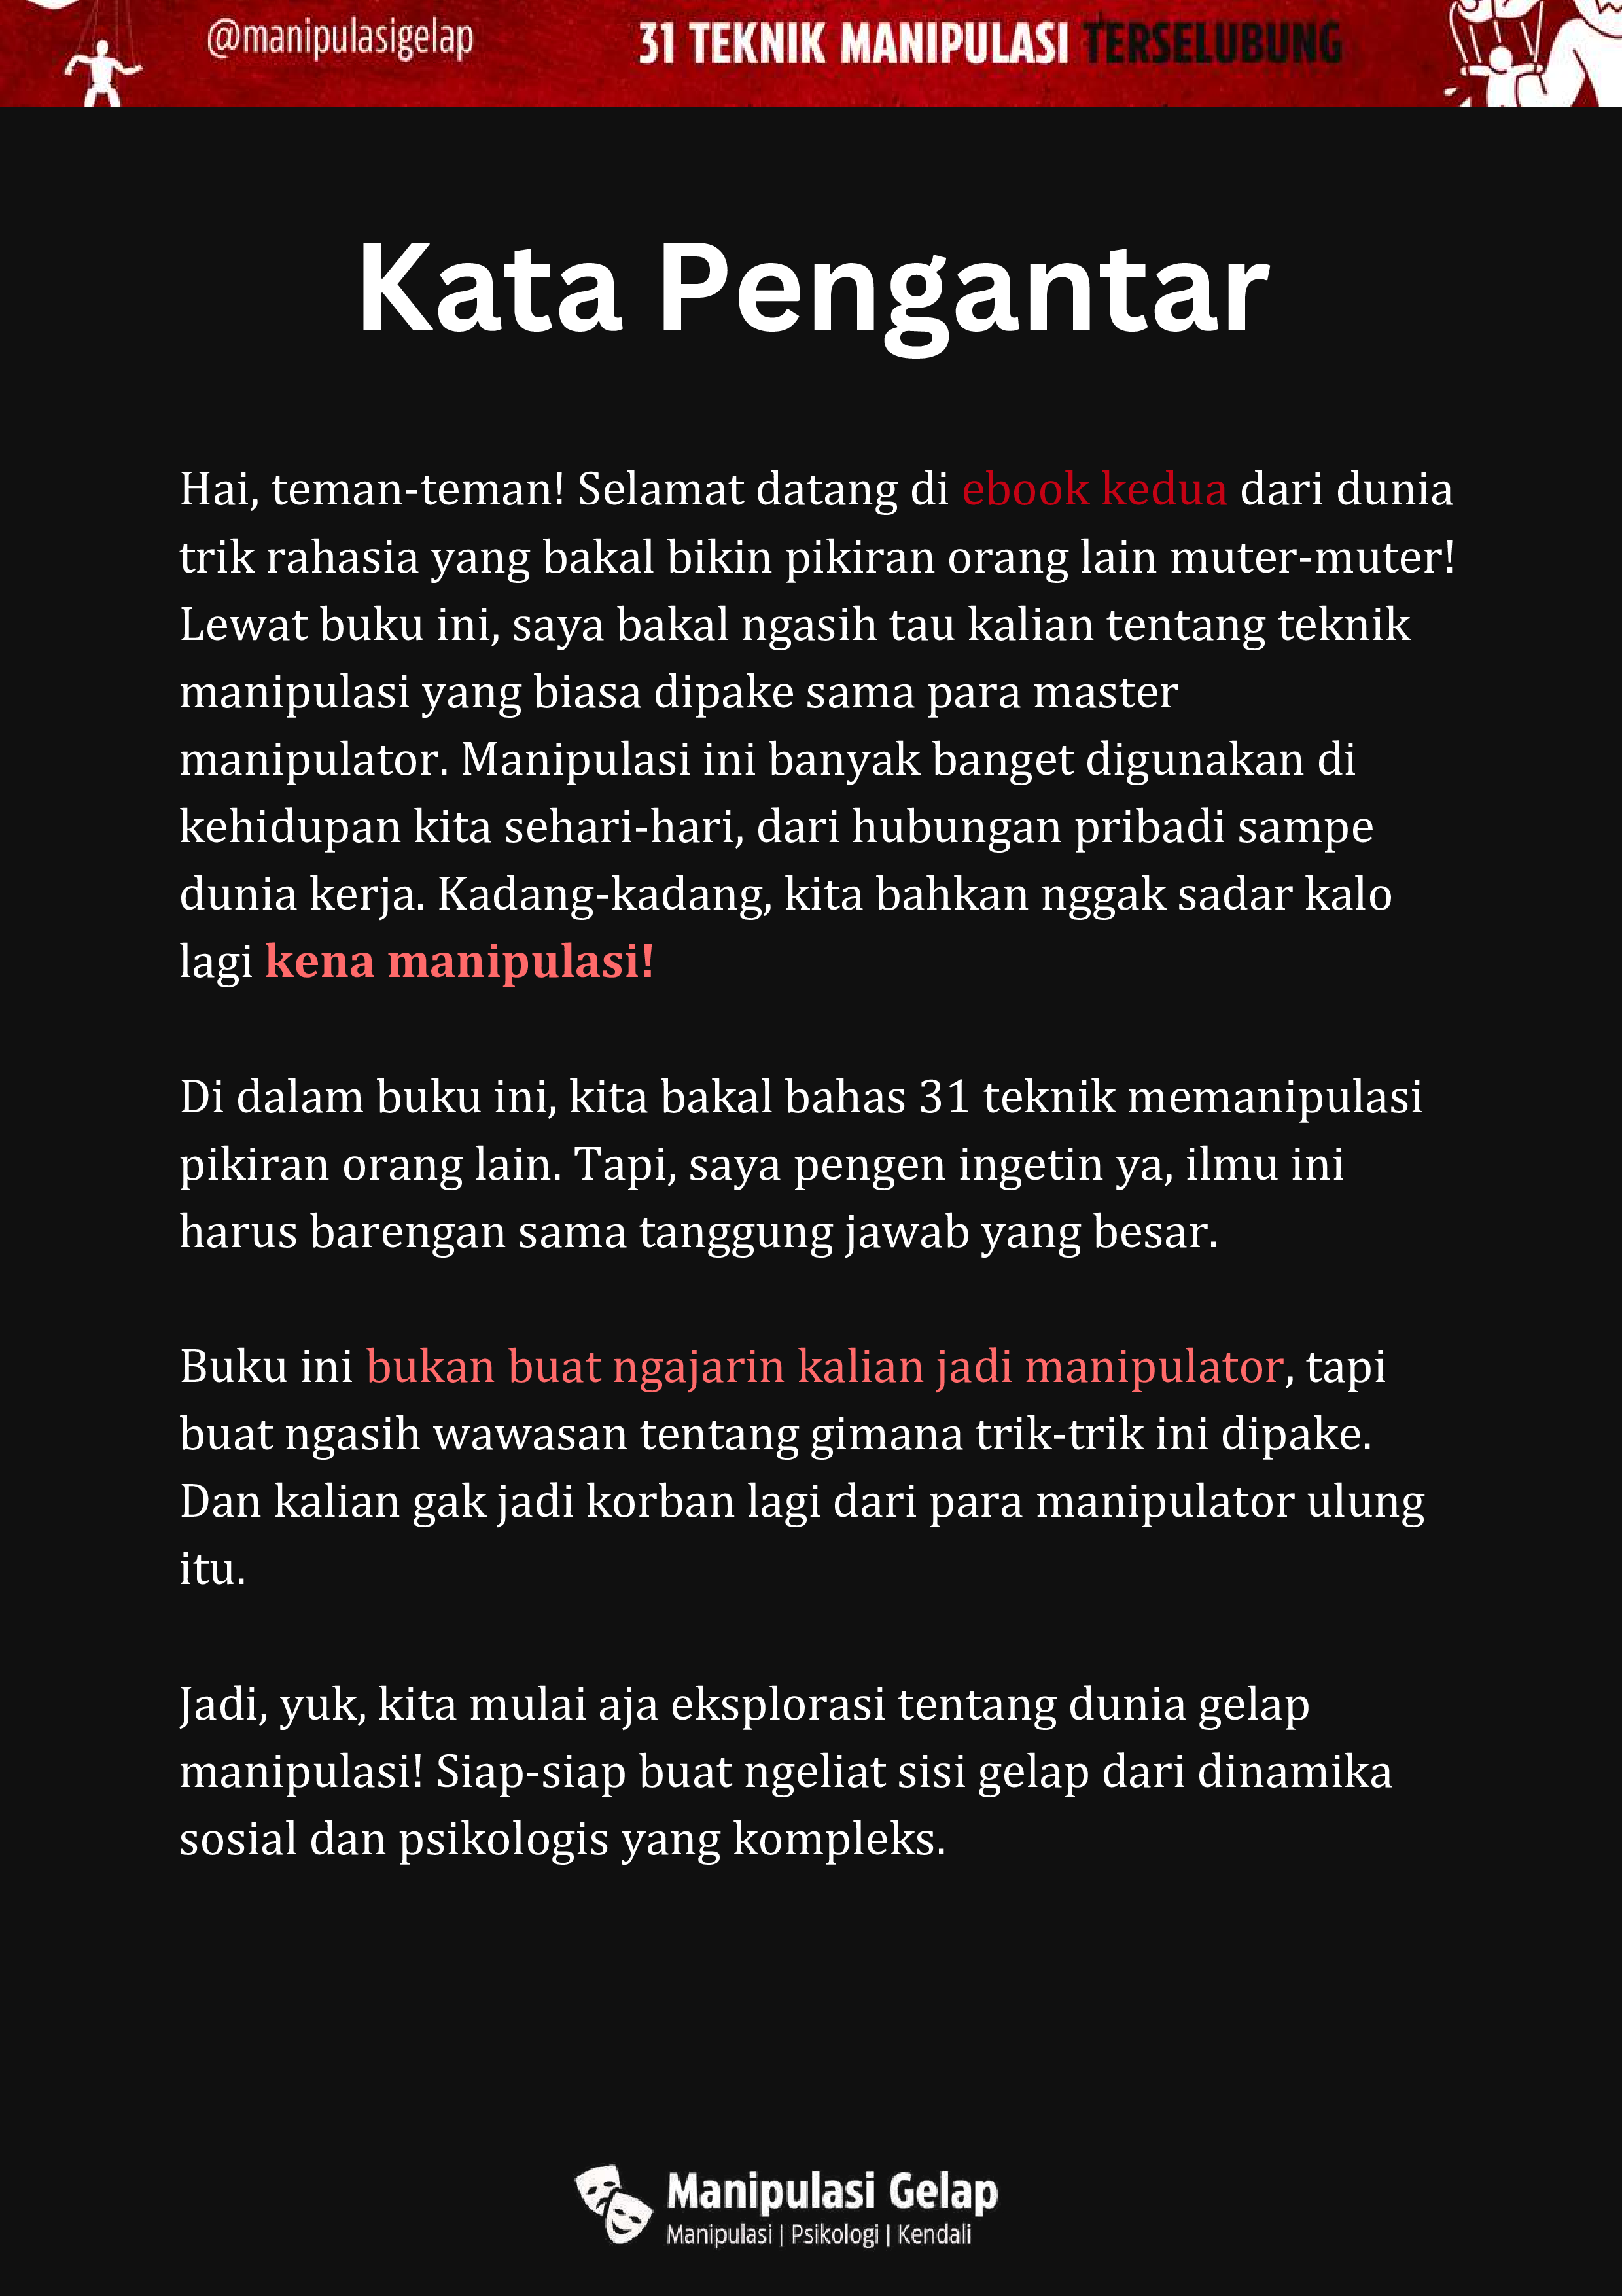 @manipulasigelap
31 TEKNIK MANIPULASI TERSELUBUNG
Kata Pengantar
Hai, teman-teman! Selamat datang di ebook kedua dari dunia
trik rahasia yang bakal bikin pikiran orang lain muter-muter!
Lewat buku ini, saya bakal ngasih tau kalian tentang teknik
manipulasi yang biasa dipake sama para master
manipulator. Manipulasi ini banyak banget digunakan di
kehidupan kita sehari-hari, dari hubungan pribadi sampe
dunia kerja. Kadang-kadang, kita bahkan nggak sadar kalo
lagi kena manipulasi!
Di dalam buku ini, kita bakal bahas 31 teknik memanipulasi
pikiran orang lain. Tapi, saya pengen ingetin ya, ilmu ini
harus barengan sama tanggung jawab yang besar.
Buku ini bukan buat ngajarin kalian jadi manipulator, tapi
buat ngasih wawasan tentang gimana trik-trik ini dipake.
Dan kalian gak jadi korban lagi dari para manipulator ulung
itu.
Jadi, yuk, kita mulai aja eksplorasi tentang dunia gelap
manipulasi! Siap-siap buat ngeliat sisi gelap dari dinamika
sosial dan psikologis yang kompleks.
Manipulasi Gelap
Manipulasi | Psikologi | Kendali